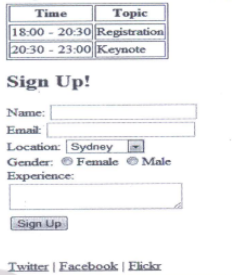 Time Topic
18:00 - 20:30 Registration
20:30 - 23:00 Keynote
Sign Up!
Name:
Email:
Location: Sydney
Gender: Female Male
Experience:
Sign Up
Twitter | Facebook | Flickr